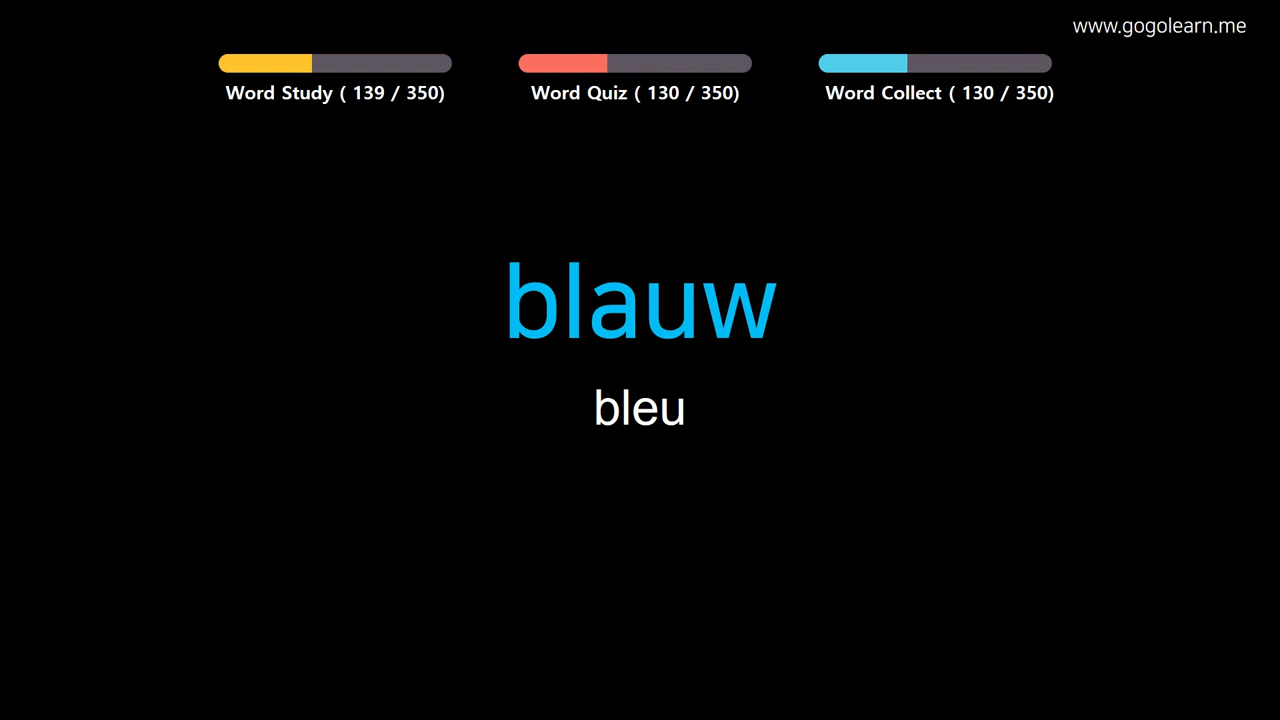 www.gogolearn.me
Word Study ( 139 / 350)
Word Quiz ( 130 / 350)
Word Collect ( 130 / 350)
blauw
bleu